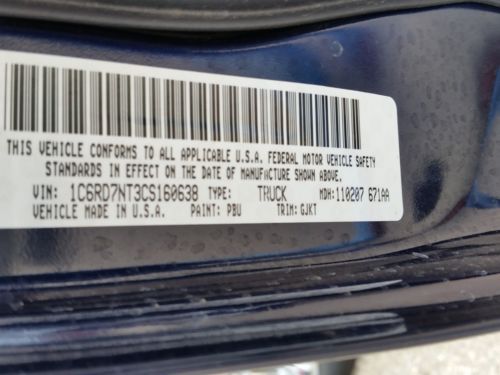 THIS VEHICLE CONFORMS TO ALL APPLICABLE U.S.A. FEDERAL MOTOR VEHICLE SAFETY
STANDARDS IN EFFECT ON THE DATE OF MANUFACTURE SHOWN ABOVE.
VIN: 1C6RD7NT3CS160638 TYPE: TRUCK MDH:110207 671AA
VEHICLE MADE IN U.S.A. PAINT: PBU TRIM: GJKT